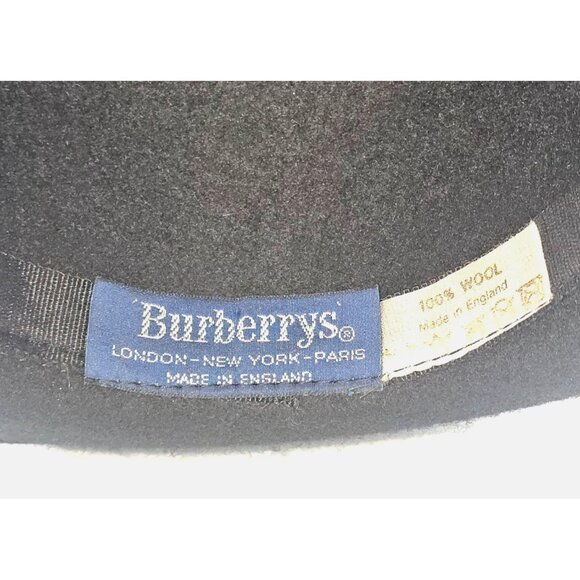 Burberrys®
LONDON-NEW YORK-PARIS
MADE IN ENGLAND
100% WOOL
Made in England